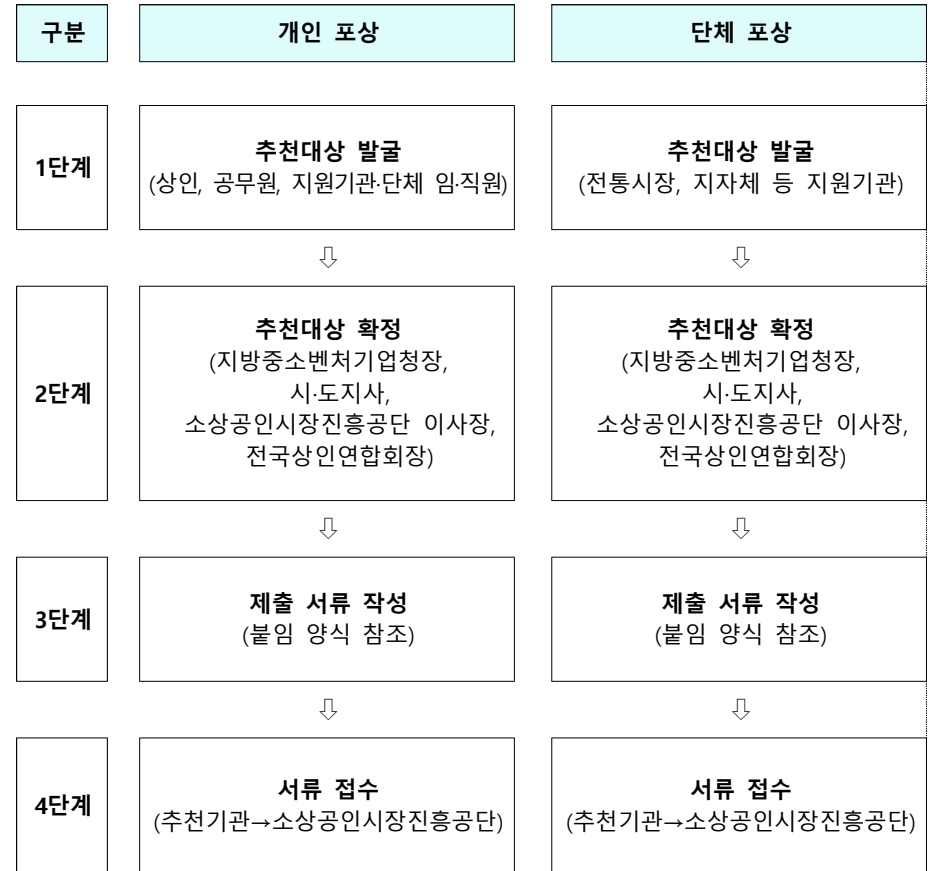 구분
개인 포상
단체 포상
1단계
추천대상 발굴
(상인, 공무원, 지원기관·단체 임·직원)
추천대상 발굴
(전통시장, 지자체 등 지원기관)
⇩
⇩
2단계
추천대상 확정
(지방중소벤처기업청장,
시·도지사,
소상공인시장진흥공단 이사장,
전국상인연합회장)
추천대상 확정
(지방중소벤처기업청장,
시·도지사,
소상공인시장진흥공단 이사장,
전국상인연합회장)
⇩
⇩
3단계
제출 서류 작성
(붙임 양식 참조)
제출 서류 작성
(붙임 양식 참조)
⇩
⇩
4단계
서류 접수
(추천기관→소상공인시장진흥공단)
서류 접수
(추천기관→소상공인시장진흥공단)